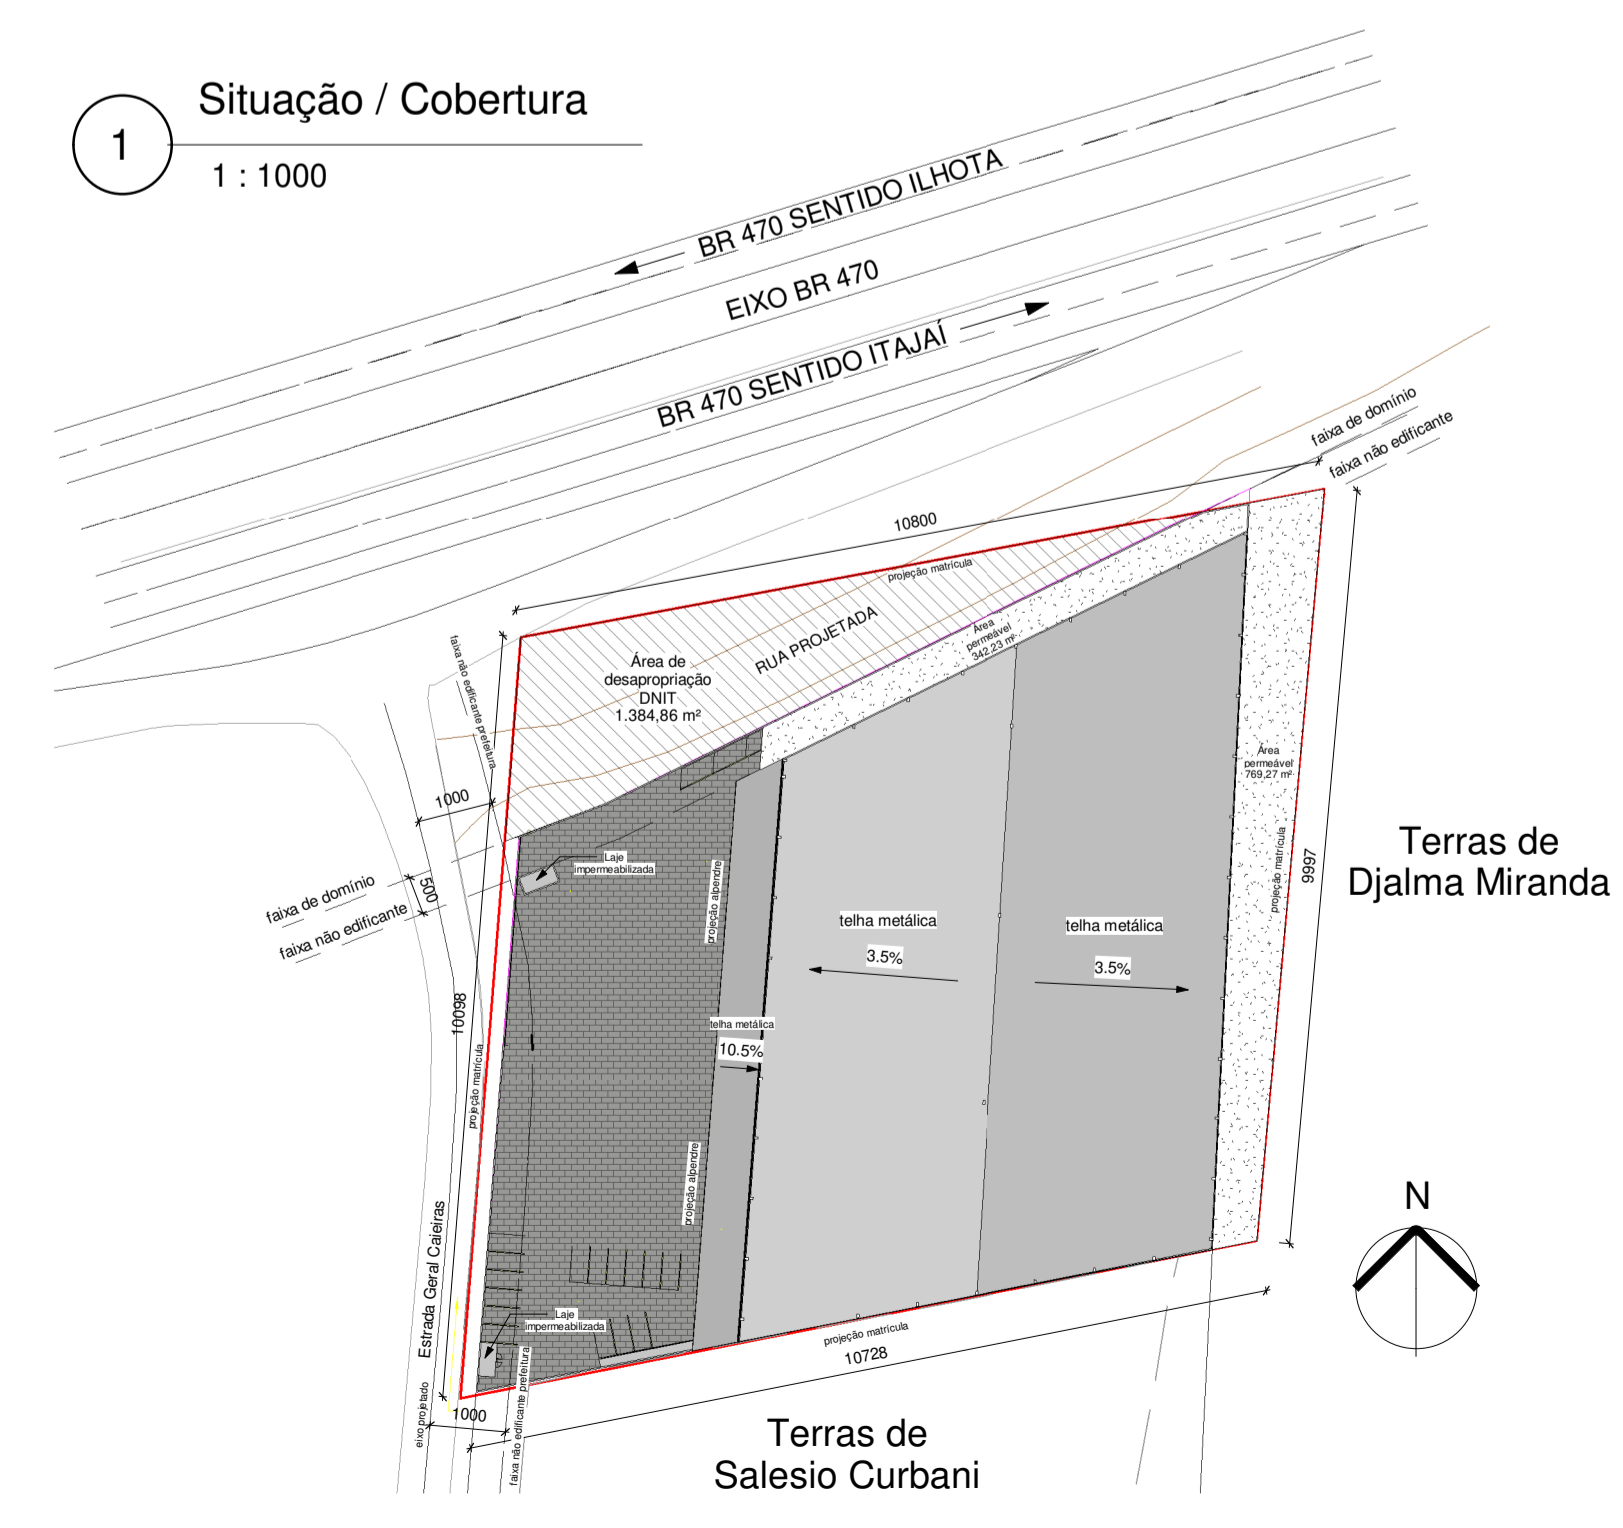 1
Situação / Cobertura
1 : 1000
BR 470 SENTIDO ILHOTA
EIXO BR 470
BR 470 SENTIDO ITAJAÍ
faixa de domínio
faixa não edificante
10800
projeção matrícula
RUA PROJETADA
Área
permeável
342,23 m²
Área de
desapropriação
DNIT
1.384,86 m²
faixa não edificante prefeitura
1000
500
faixa de domínio
faixa não edificante
Laje
impermeabilizada
projeção alpendre
telha metálica
3.5%
telha metálica
3.5%
Área
permeável
769,27 m²
projeção matrícula
9997
Terras de
Djalma Miranda
10098
projeção matrícula
telha metálica
10.5%
projeção alpendre
Estrada Geral Caieiras
Laje
impermeabilizada
N
eixo projetado
1000
faixa não edificante prefeitura
projeção matrícula
10728
Terras de
Salesio Curbani